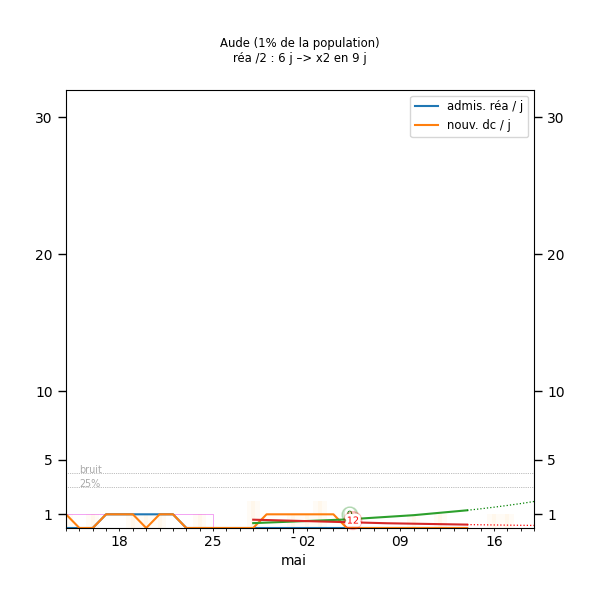 Aude (1% de la population)
réa /2 : 6 j –> x2 en 9 j
admis. réa / j
nouv. dc / j
30
30
20
20
10
10
5
5
bruit
25%
1
1
12
18
25
02
09
16
mai